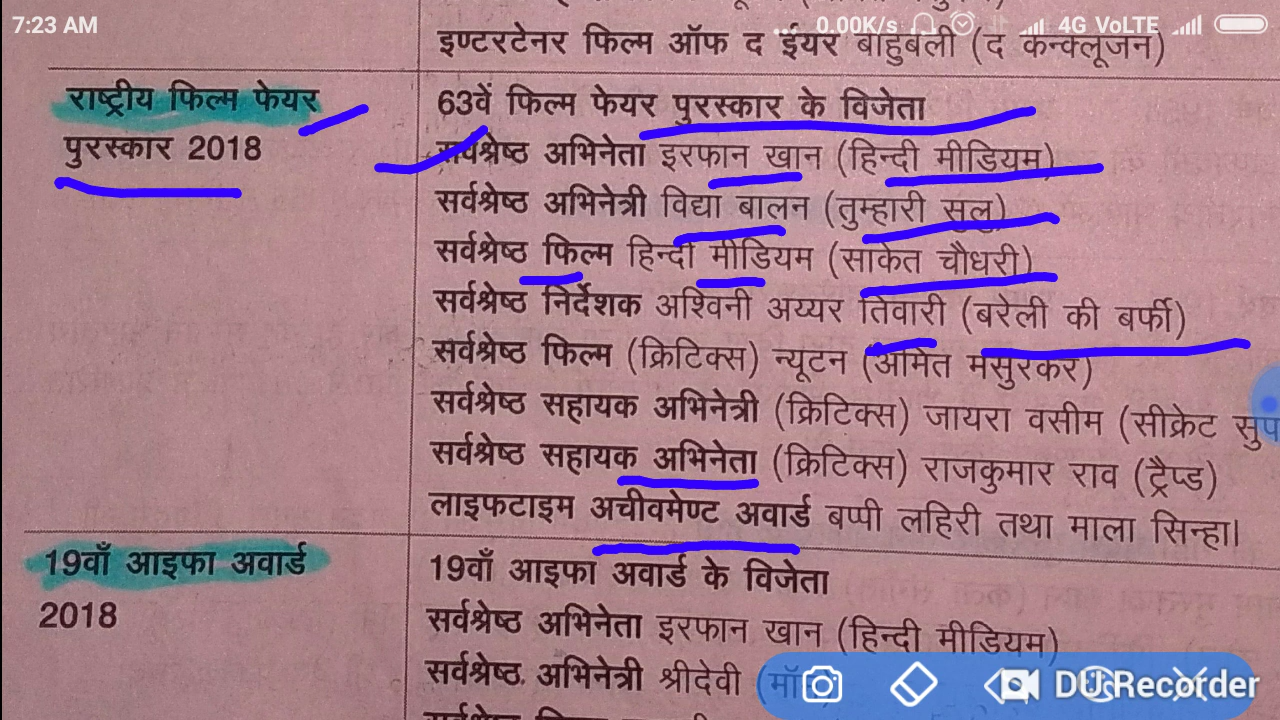 7:23 AM
0.00K/s
4G VoLTE
इण्टरटेनर फिल्म ऑफ द ईयर बाहुबली (द कन्क्लूजन)
राष्ट्रीय फिल्म फेयर
पुरस्कार 2018
63वें फिल्म फेयर पुरस्कार के विजेता
सर्वश्रेष्ठ अभिनेता इरफान खान (हिन्दी मीडियम)
सर्वश्रेष्ठ अभिनेत्री विद्या बालन (तुम्हारी सुलु)
सर्वश्रेष्ठ फिल्म हिन्दी मीडियम (साकेत चौधरी)
सर्वश्रेष्ठ निर्देशक अश्विनी अय्यर तिवारी (बरेली की बर्फी)
सर्वश्रेष्ठ फिल्म (क्रिटिक्स) न्यूटन (अमित मसुरकर)
सर्वश्रेष्ठ सहायक अभिनेत्री (क्रिटिक्स) जायरा वसीम (सीक्रेट
सर्वश्रेष्ठ सहायक अभिनेता (क्रिटिक्स) राजकुमार राव (ट्रैप्ड)
लाइफटाइम अचीवमेण्ट अवार्ड बप्पी लहिरी तथा माला सिन्हा।
19वाँ आइफा अवार्ड
2018
19वाँ आइफा अवार्ड के विजेता
सर्वश्रेष्ठ अभिनेता इरफान खान (हिन्दी मीडियम)
सर्वश्रेष्ठ अभिनेत्री श्रीदेवी
DU Recorder